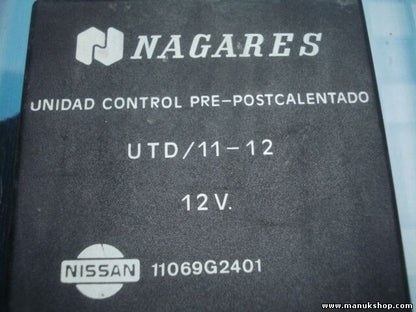 NAGARES
UNIDAD CONTROL PRE-POSTCALENTADO
UTD/11-12
12V.
NISSAN 11069G2401
www.manukshop.com